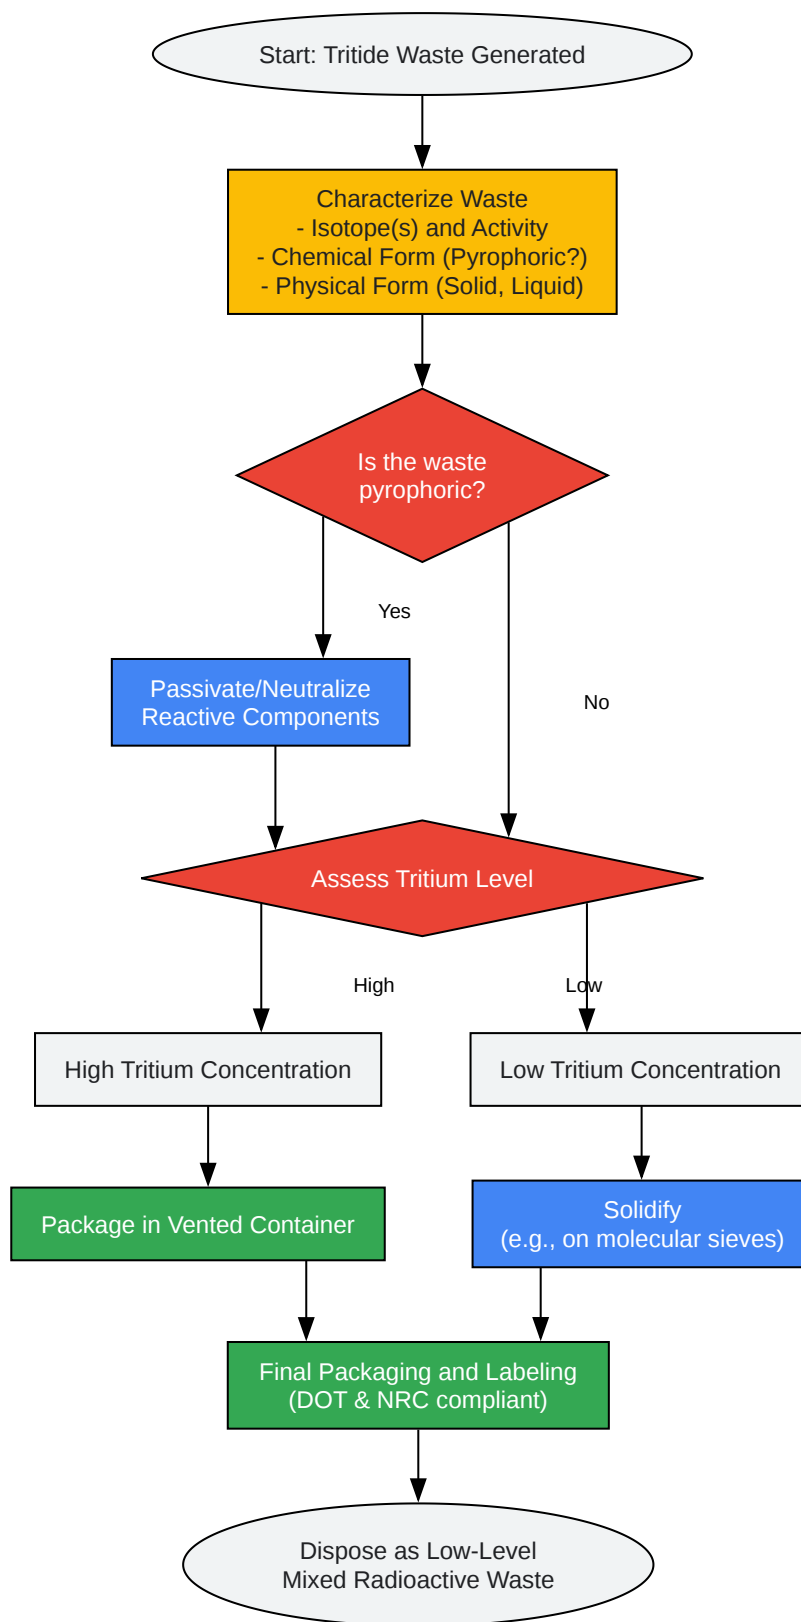 Start: Tritide Waste Generated
Characterize Waste
- Isotope(s) and Activity
- Chemical Form (Pyrophoric?)
- Physical Form (Solid, Liquid)
Is the waste
pyrophoric?
Yes
Passivate/Neutralize
Reactive Components
No
Assess Tritium Level
High
Low
High Tritium Concentration
Low Tritium Concentration
Package in Vented Container
Solidify
(e.g., on molecular sieves)
Final Packaging and Labeling
(DOT & NRC compliant)
Dispose as Low-Level
Mixed Radioactive Waste